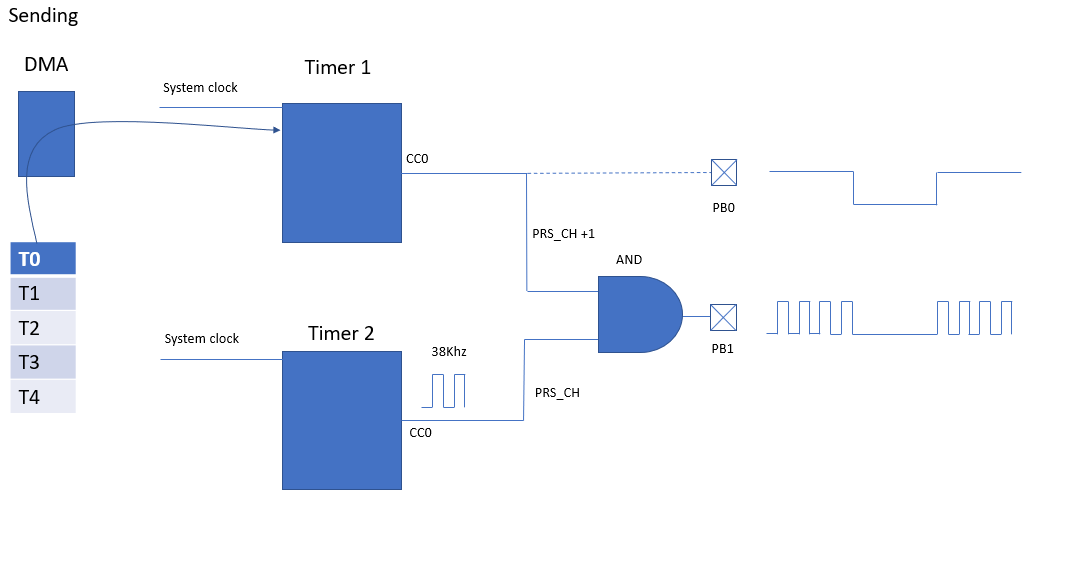 Sending
DMA
Timer 1
System clock
CC0
PB0
PRS_CH +1
T0
AND
T1
T2
Timer 2
System clock
38Khz
PB1
T3
T4
PRS_CH
CC0